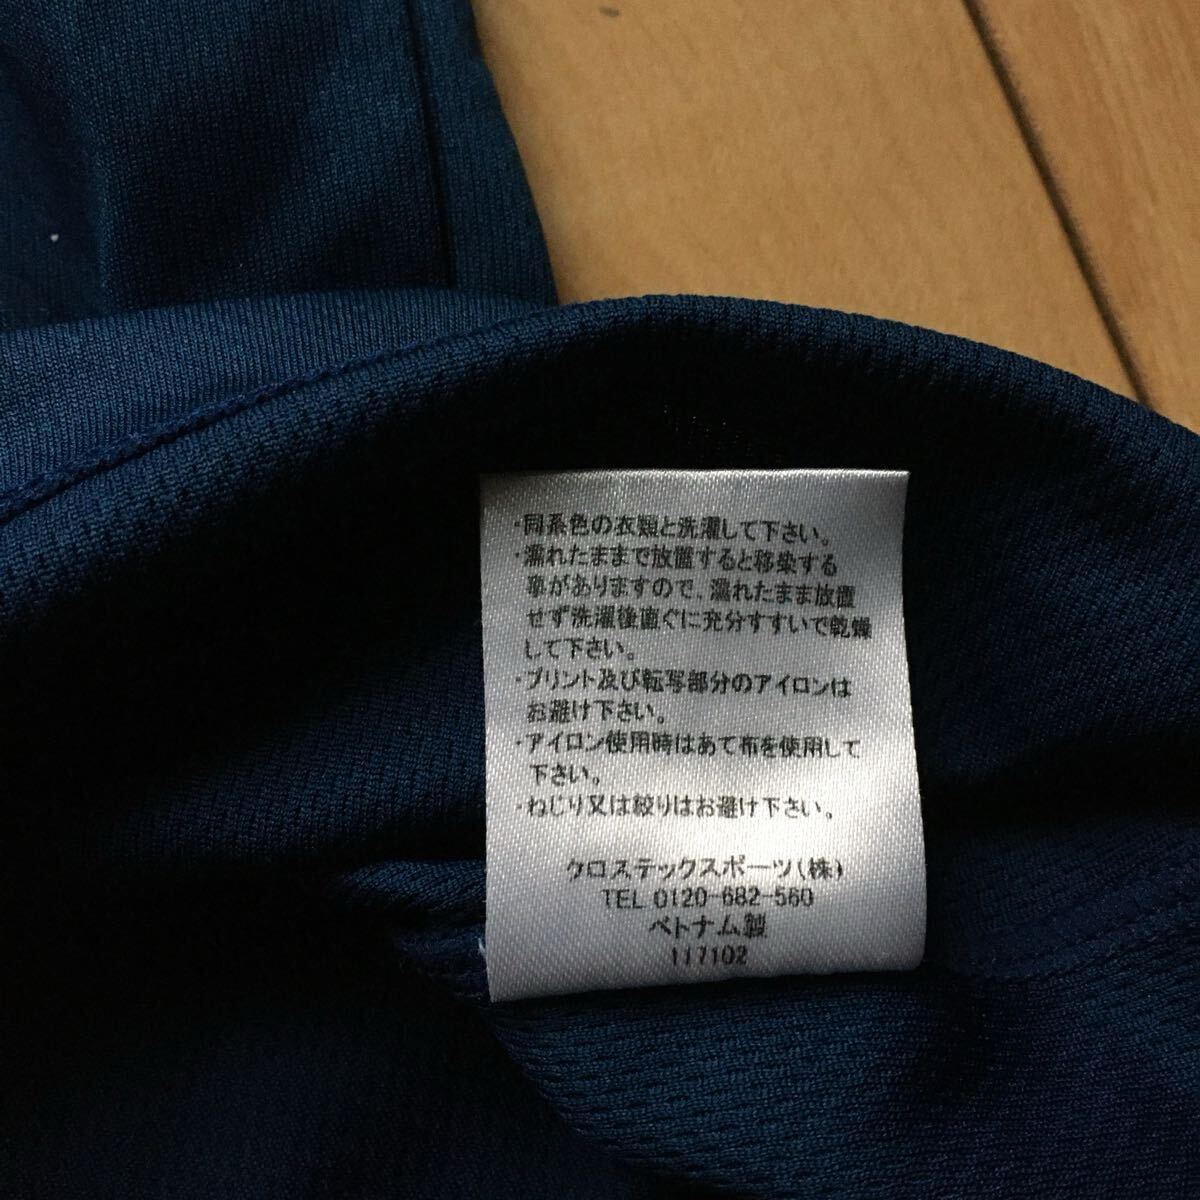 ・同系色の衣類と洗濯して下さい。
・濡れたままで放置すると移染する
事がありますので、濡れたまま放置
せず洗濯後直ぐに充分すすいで乾燥
して下さい。
・プリント及び転写部分のアイロンは
お避け下さい。
・アイロン使用時はあて布を使用して
下さい。
・ねじり又は絞りはお避け下さい。
クロステックスポーツ(株)
TEL 0120-682-560
ベトナム製
117102